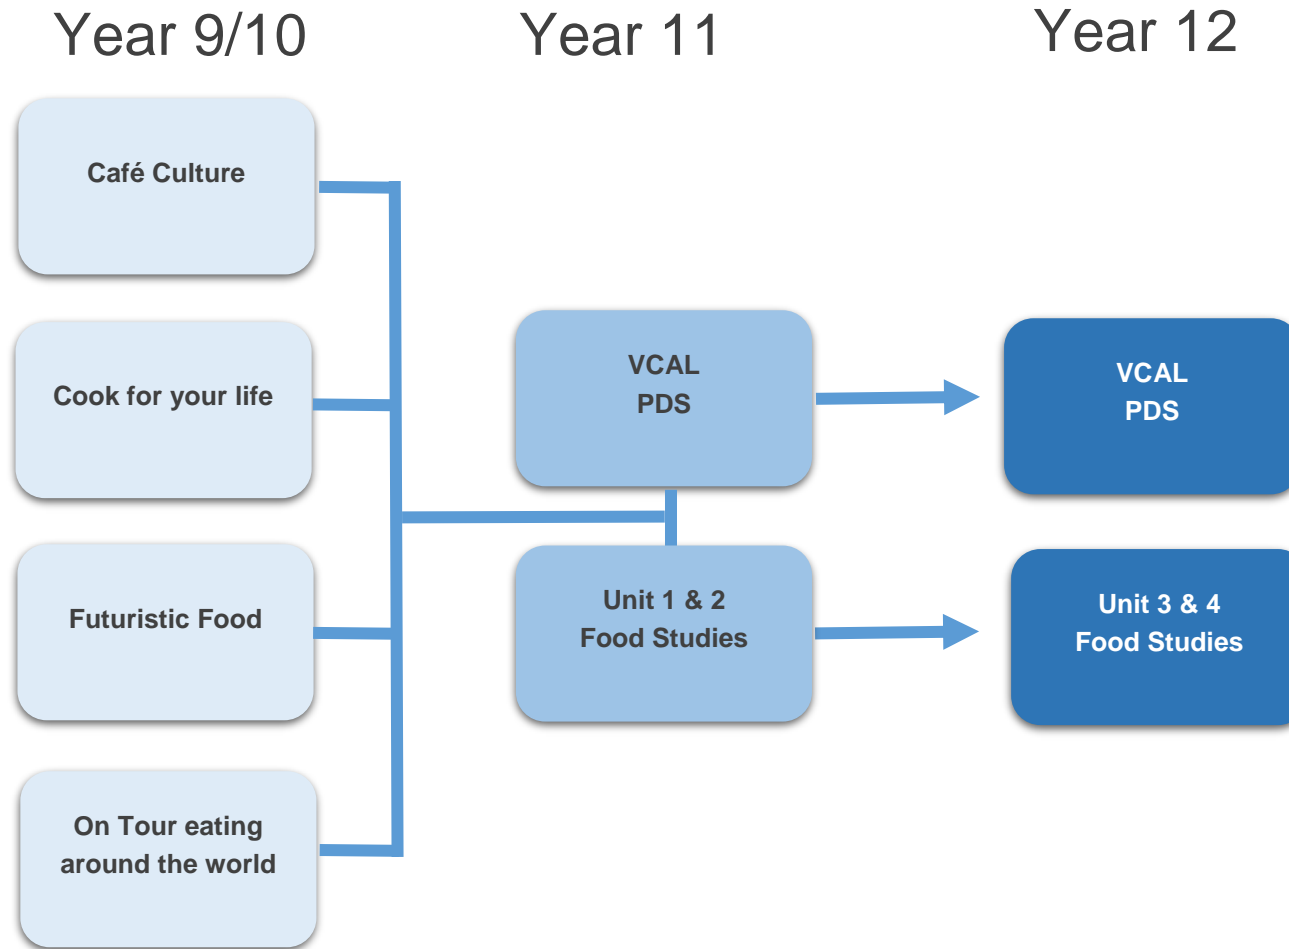 Year 9/10
Year 11
Year 12
Café Culture
Cook for your life
Futuristic Food
On Tour eating
around the world
VCAL
PDS
Unit 1 & 2
Food Studies
VCAL
PDS
Unit 3 & 4
Food Studies